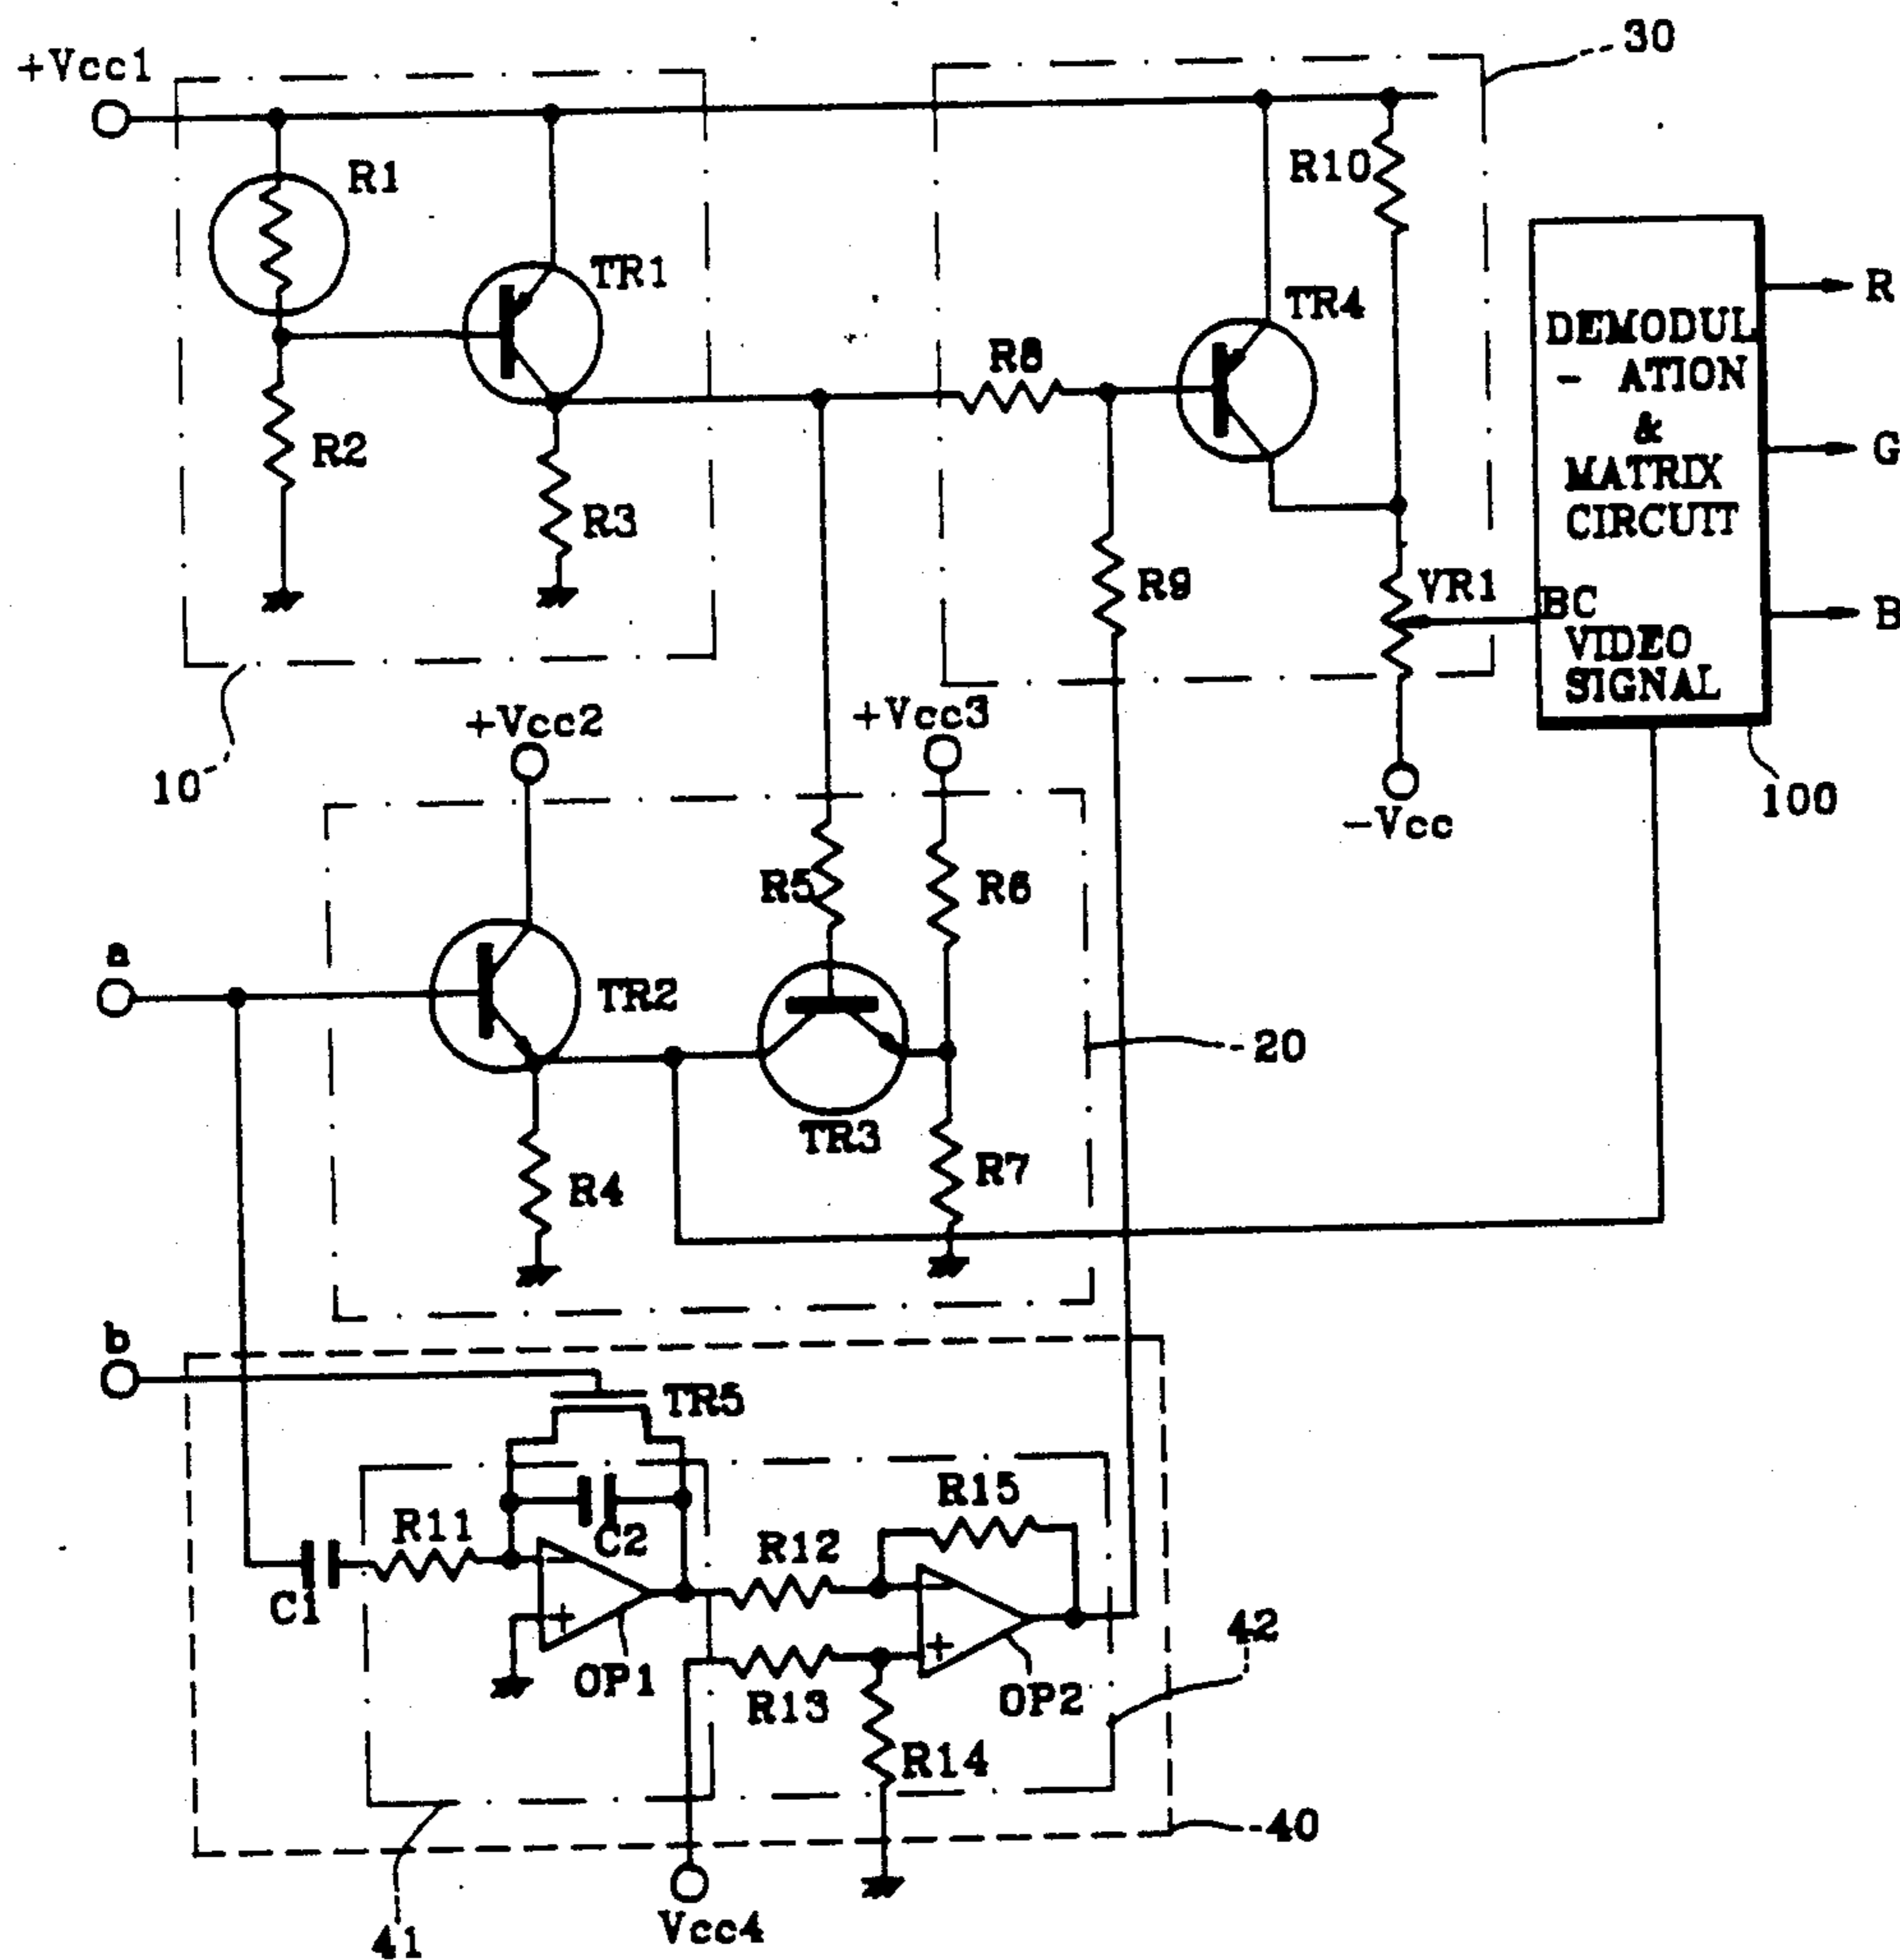 +Vcc1
30
R1
R10
TR1
TR4
R
R8
DEMODUL
- ATION
&
MATRIX
CIRCUIT
G
R2
R3
R9
VR1
BC
B
VIDEO
SIGNAL
10
+Vcc2
+Vcc3
-Vcc
100
R5
R6
a
TR2
20
TR3
R4
R7
b
TR5
R15
R11
C2
R12
C1
-
-
+
+
OP1
R13
OP2
42
R14
40
41
Vcc4